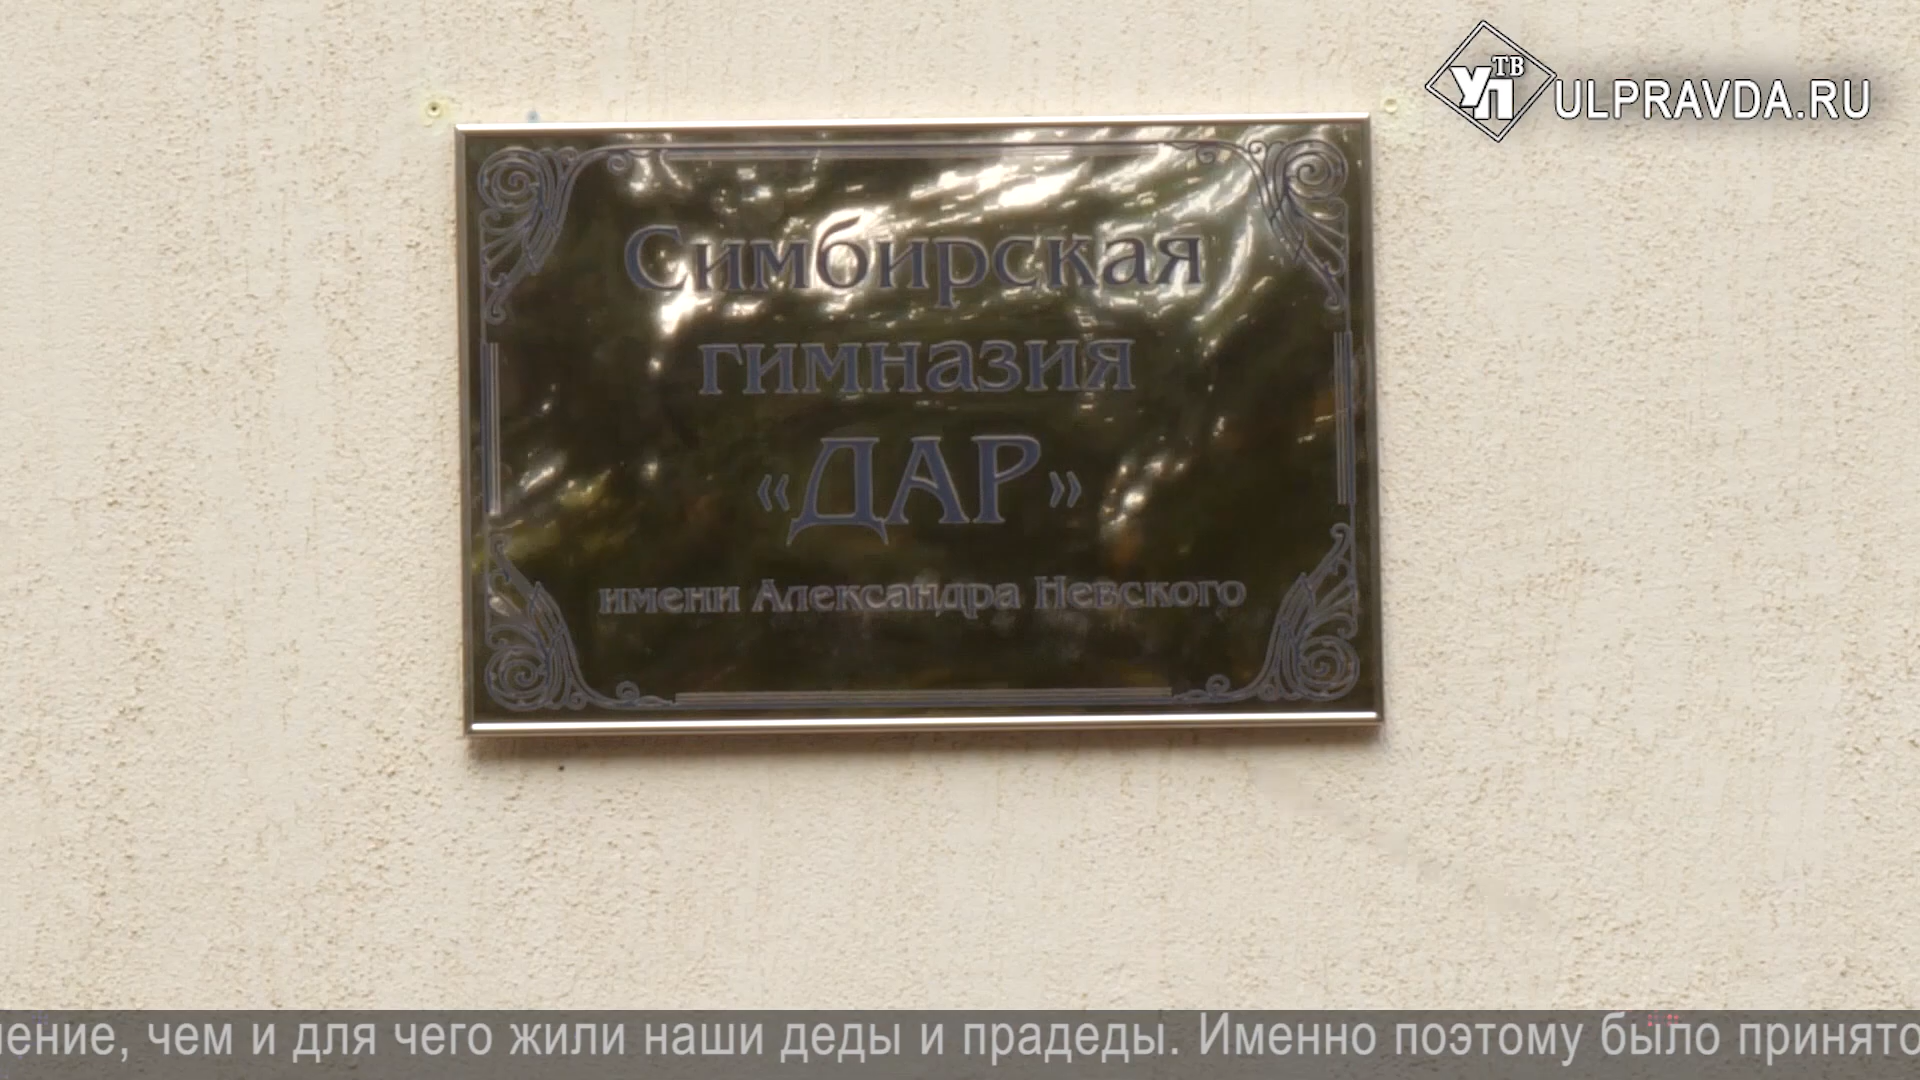 ТВ
УП ULPRAVDA.RU
Симбирская
гимназия
«ДАР»
имени Александра Невского
чем и для чего жили наши деды и прадеды. Именно поэтому было принято